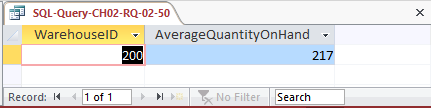 SQL-Query-CH02-RQ-02-50
WarehouseID AverageQuantityOnHand
200 217
Record: 1 of 1 No Filter Search